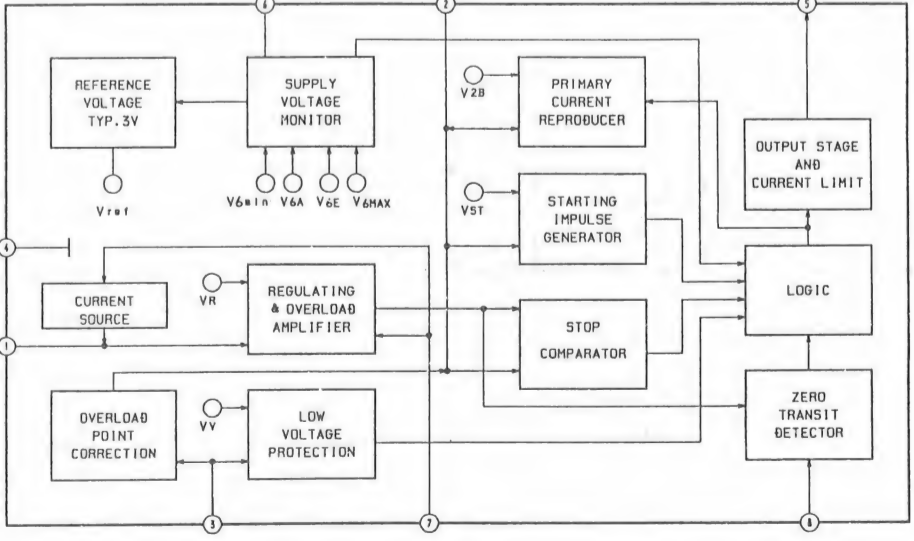 6
2
5
REFERENCE
VOLTAGE
TYP.3V
SUPPLY
VOLTAGE
MONITOR
V2B
PRIMARY
CURRENT
REPRODUCER
OUTPUT STAGE
AND
CURRENT LIMIT
Vref
V6min V6A V6E V6MAX
VST
STARTING
IMPULSE
GENERATOR
4
CURRENT
SOURCE
VR
REGULATING
& OVERLOAD
AMPLIFIER
LOGIC
1
STOP
COMPARATOR
OVERLOAD
POINT
CORRECTION
VV
LOW
VOLTAGE
PROTECTION
ZERO
TRANSIT
DETECTOR
3
7
8